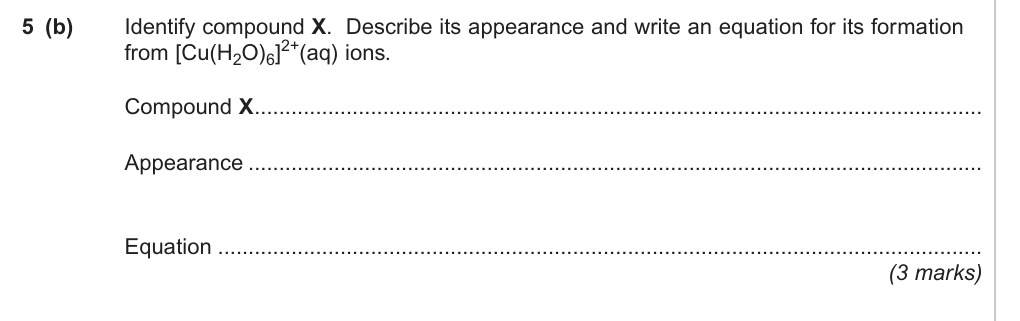 5 (b) Identify compound X. Describe its appearance and write an equation for its formation
from [Cu(H₂O)₆]²⁺(aq) ions.
Compound X..........................................................................................................................
Appearance ..........................................................................................................................
Equation ...............................................................................................................................
(3 marks)